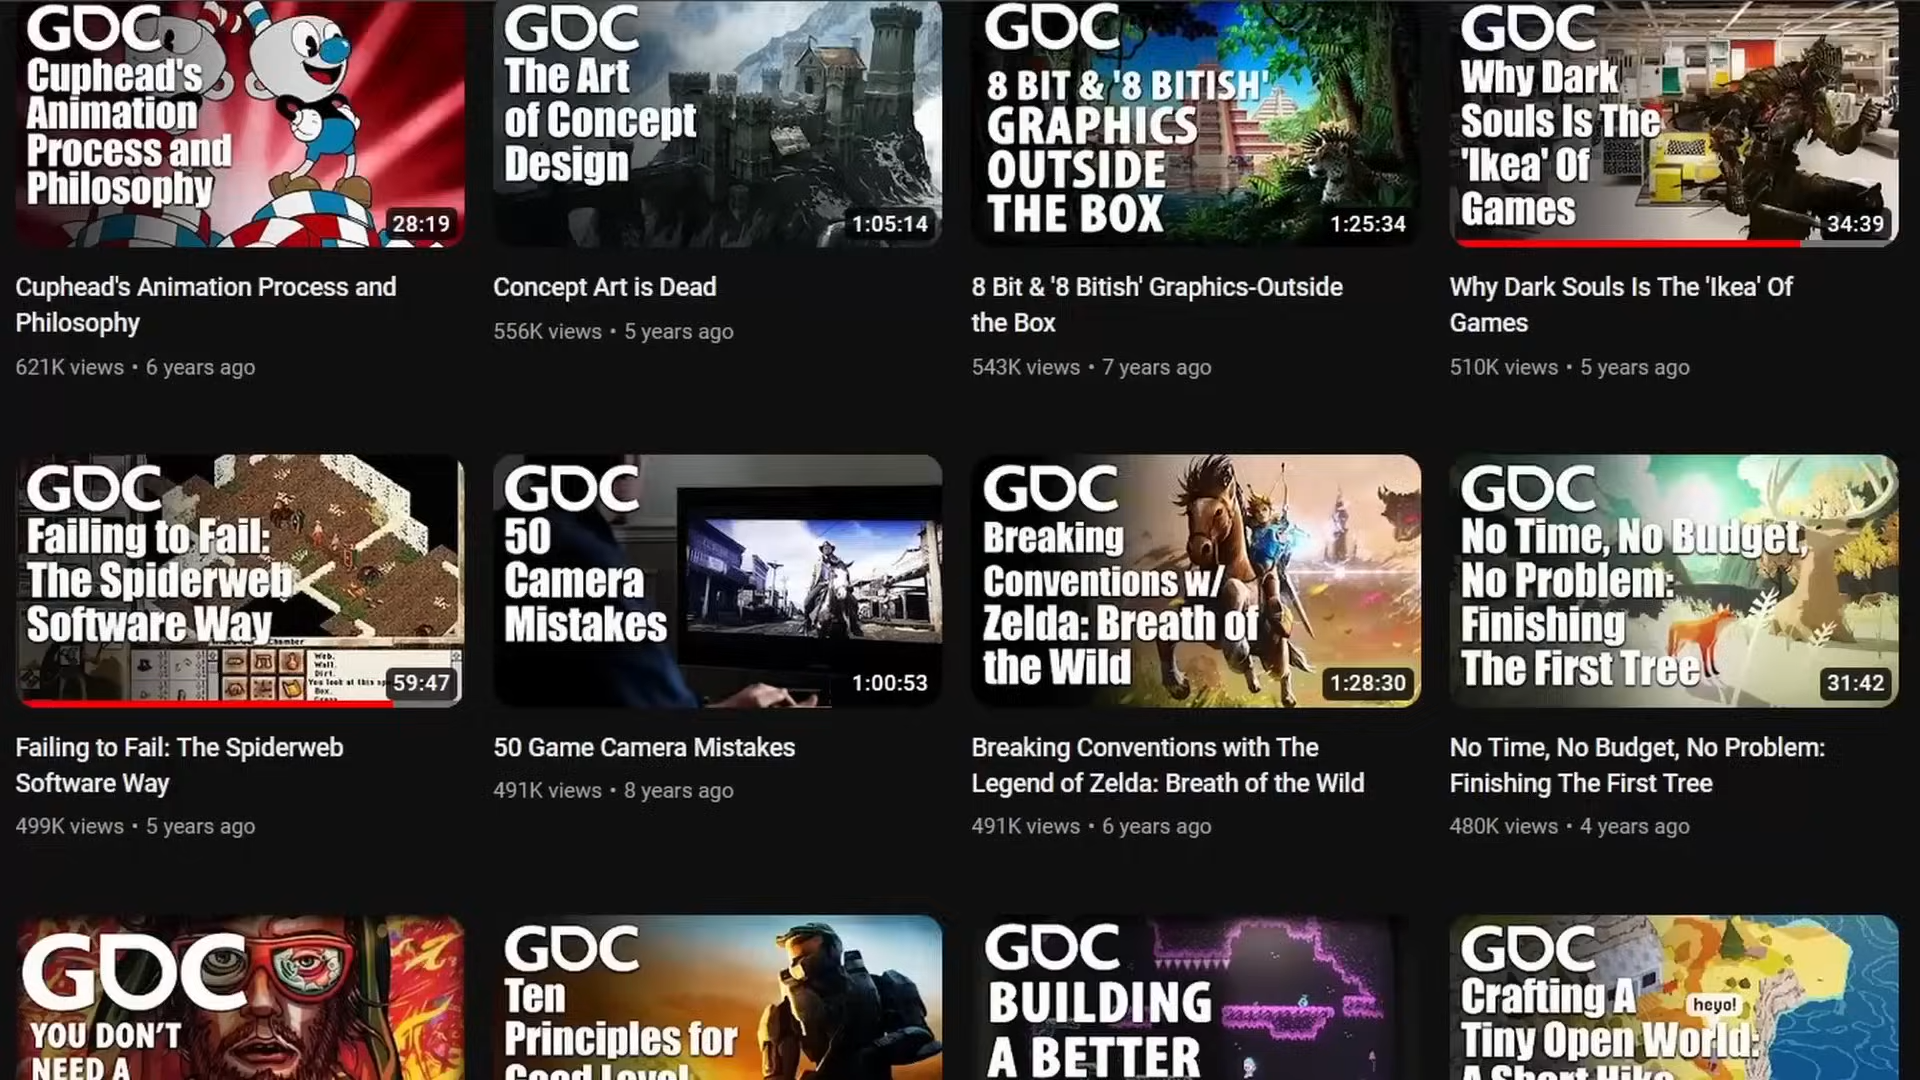 GDC
Cuphead's
Animation
Process and
Philosophy
28:19
GDC
The Art
of Concept
Design
1:05:14
GDC
8 BIT & '8 BITISH'
GRAPHICS
OUTSIDE
THE BOX
1:25:34
GDC
Why Dark
Souls Is The
'Ikea' Of
Games
34:39
Cuphead's Animation Process and
Philosophy
621K views • 6 years ago
Concept Art is Dead
556K views • 5 years ago
8 Bit & '8 Bitish' Graphics-Outside
the Box
543K views • 7 years ago
Why Dark Souls Is The 'Ikea' Of
Games
510K views • 5 years ago
GDC
Failing to Fail:
The Spiderweb
Software Way
59:47
GDC
50
Camera
Mistakes
1:00:53
GDC
Breaking
Conventions w/
Zelda: Breath of
the Wild
1:28:30
GDC
No Time, No Budget,
No Problem:
Finishing
The First Tree
31:42
Failing to Fail: The Spiderweb
Software Way
499K views • 5 years ago
50 Game Camera Mistakes
491K views • 8 years ago
Breaking Conventions with The
Legend of Zelda: Breath of the Wild
491K views • 6 years ago
No Time, No Budget, No Problem:
Finishing The First Tree
480K views • 4 years ago
GDC
YOU DON'T
NEED A
GDC
Ten
Principles for
Good Level
GDC
BUILDING
A BETTER
GDC
Crafting A
Tiny Open World:
A Short Hike
heyo!